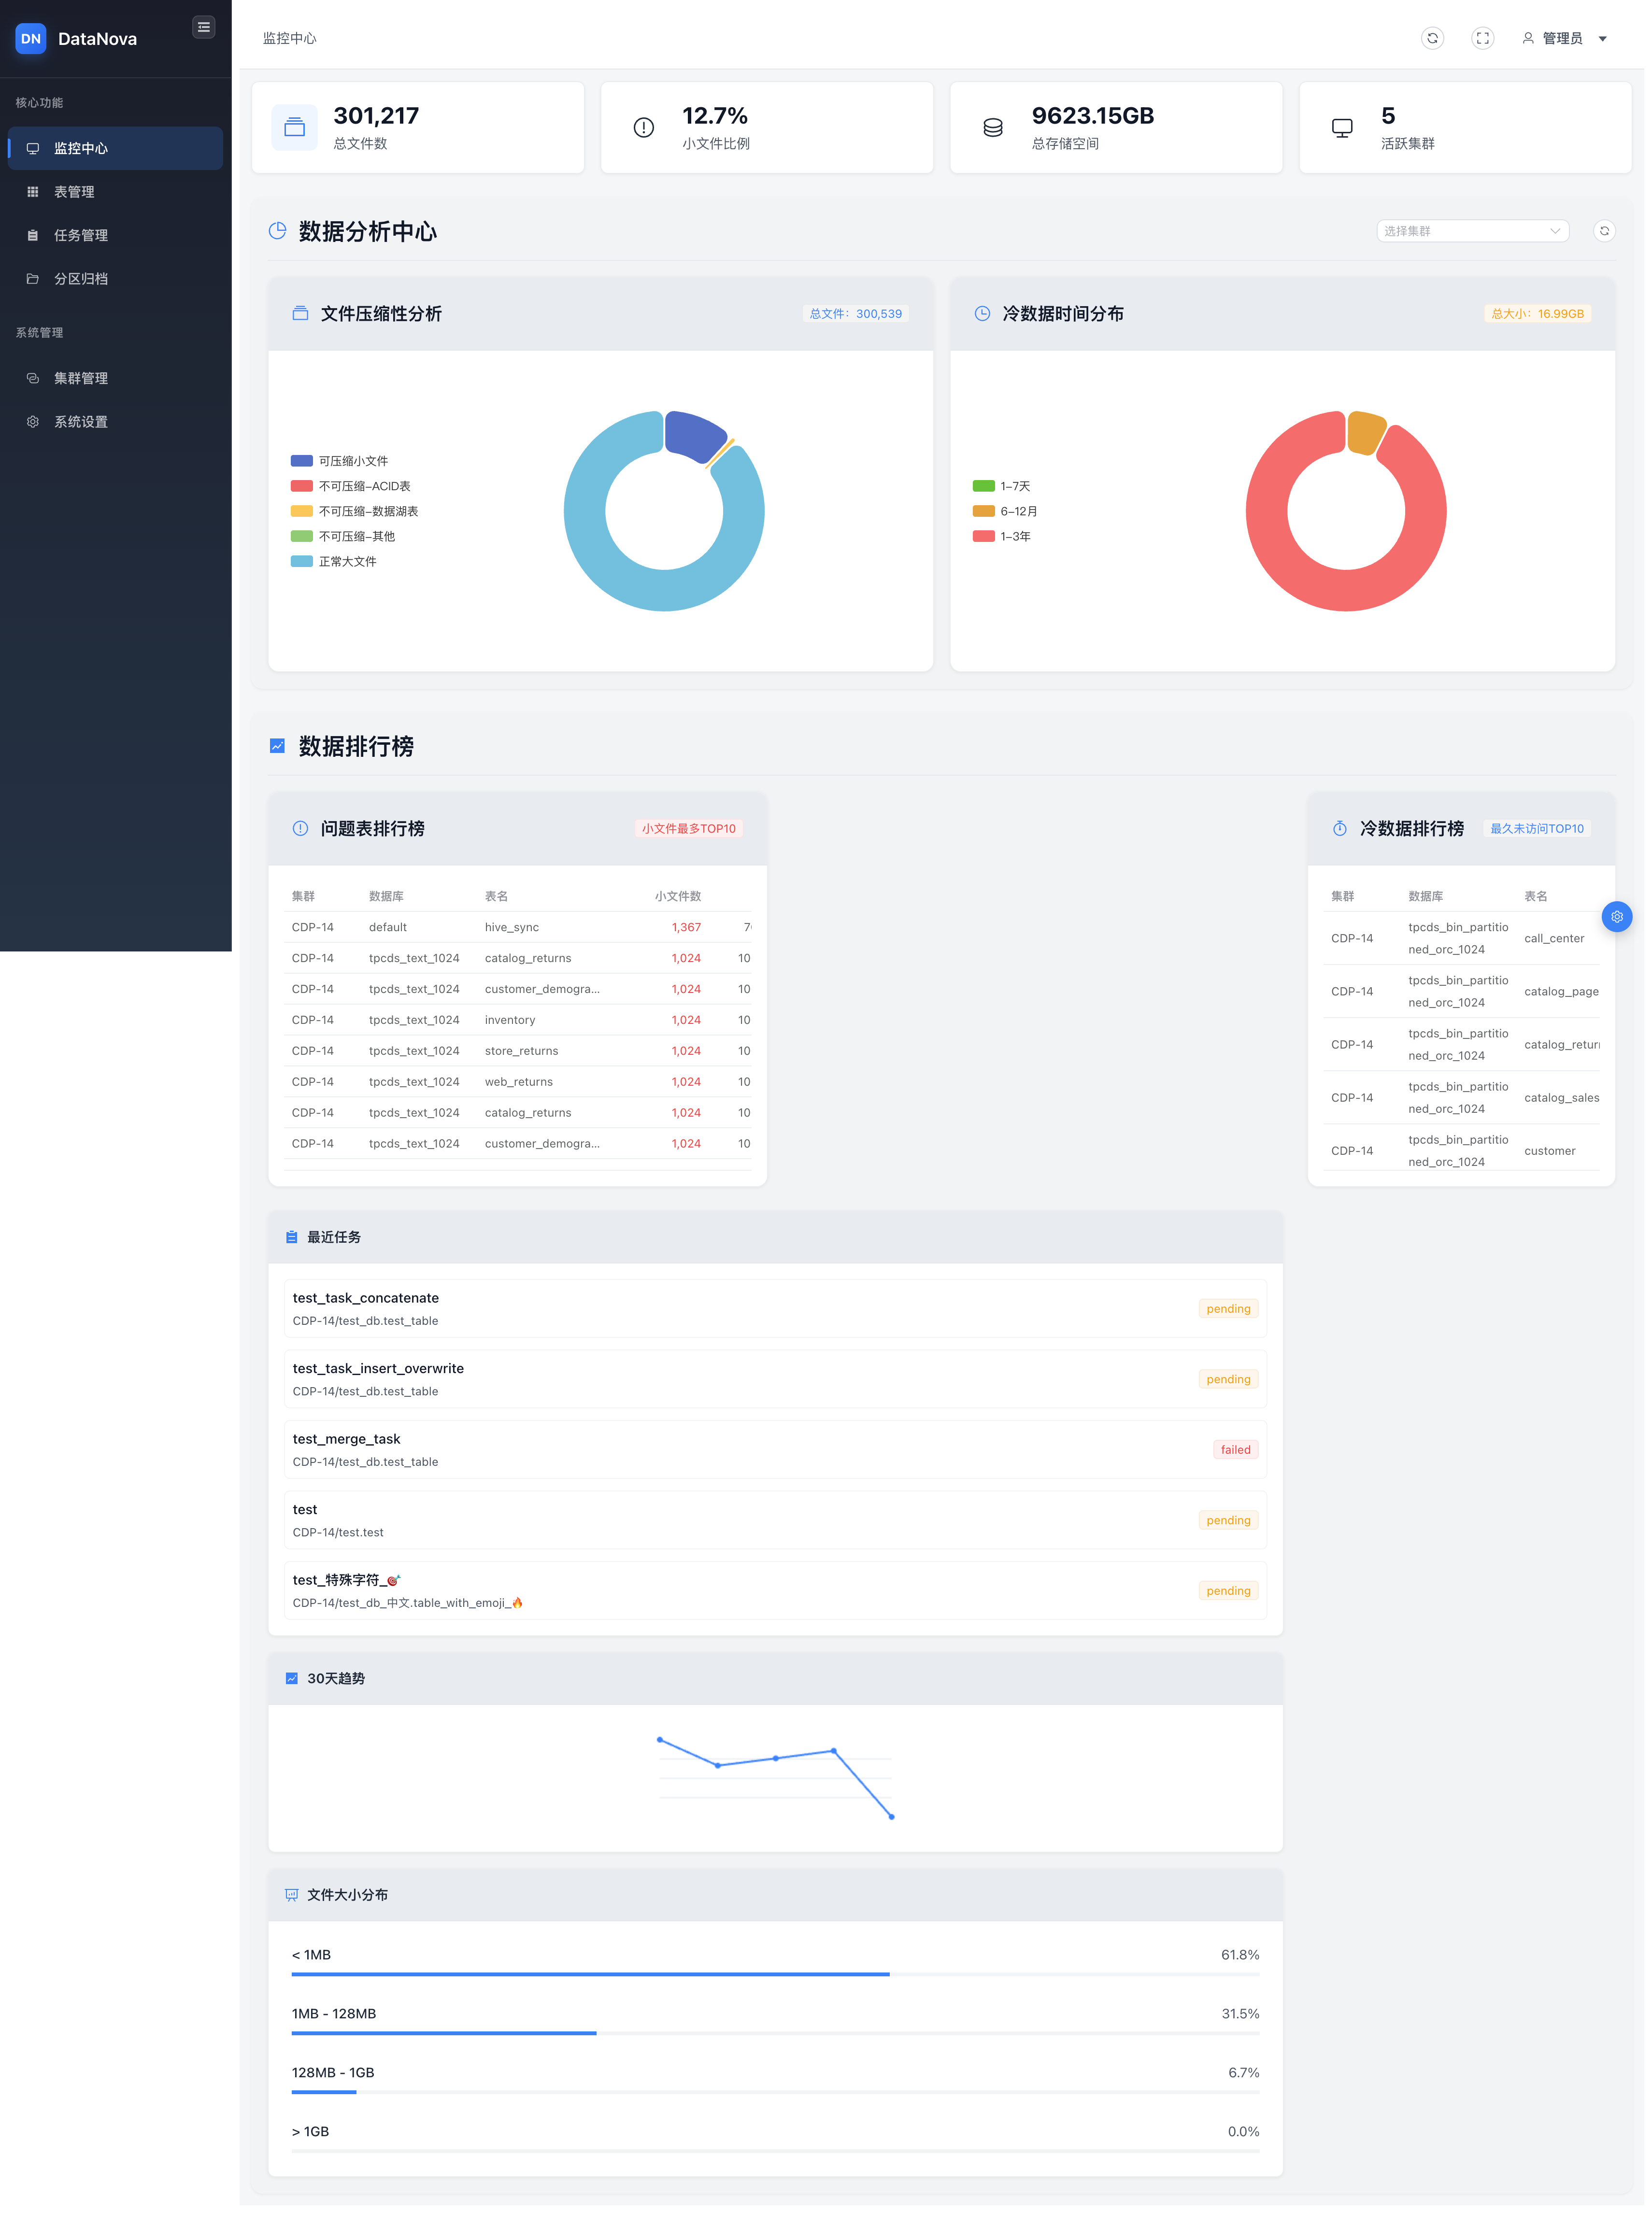 DN DataNova
核心功能
监控中心
表管理
任务管理
分区归档
系统管理
集群管理
系统设置
监控中心
管理员
301,217
总文件数
12.7%
小文件比例
9623.15GB
总存储空间
5
活跃集群
数据分析中心
选择集群
文件压缩性分析
总文件：300,539
可压缩小文件
不可压缩-ACID表
不可压缩-数据湖表
不可压缩-其他
正常大文件
冷数据时间分布
总大小：16.99GB
1-7天
6-12月
1-3年
数据排行榜
问题表排行榜
小文件最多TOP10
集群 数据库 表名 小文件数
CDP-14 default hive_sync 1,367
CDP-14 tpcds_text_1024 catalog_returns 1,024 10
CDP-14 tpcds_text_1024 customer_demogra... 1,024 10
CDP-14 tpcds_text_1024 inventory 1,024 10
CDP-14 tpcds_text_1024 store_returns 1,024 10
CDP-14 tpcds_text_1024 web_returns 1,024 10
CDP-14 tpcds_text_1024 catalog_returns 1,024 10
CDP-14 tpcds_text_1024 customer_demogra... 1,024 10
冷数据排行榜
最久未访问TOP10
集群 数据库 表名
CDP-14 tpcds_bin_partitio
ned_orc_1024 call_center
CDP-14 tpcds_bin_partitio
ned_orc_1024 catalog_page
CDP-14 tpcds_bin_partitio
ned_orc_1024 catalog_retur
CDP-14 tpcds_bin_partitio
ned_orc_1024 catalog_sales
CDP-14 tpcds_bin_partitio
ned_orc_1024 customer
最近任务
test_task_concatenate
CDP-14/test_db.test_table
pending
test_task_insert_overwrite
CDP-14/test_db.test_table
pending
test_merge_task
CDP-14/test_db.test_table
failed
test
CDP-14/test.test
pending
test_特殊字符_🎯
CDP-14/test_db_中文.table_with_emoji_🔥
pending
30天趋势
文件大小分布
< 1MB 61.8%
1MB - 128MB 31.5%
128MB - 1GB 6.7%
> 1GB 0.0%